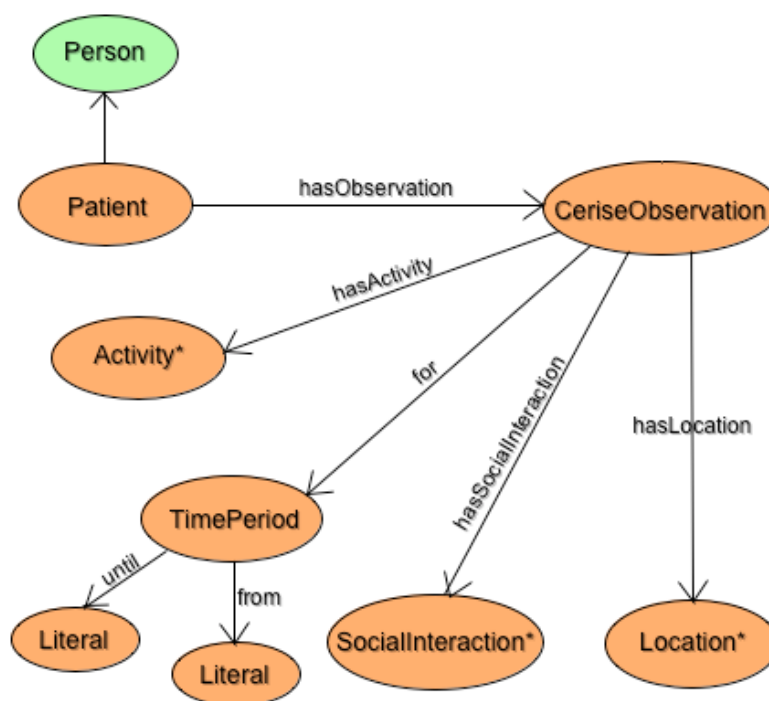 Person
hasObservation
Patient
CeriseObservation
hasActivity
Activity*
for
hasSocialInteraction
hasLocation
TimePeriod
until
from
Literal
SocialInteraction*
Location*
Literal